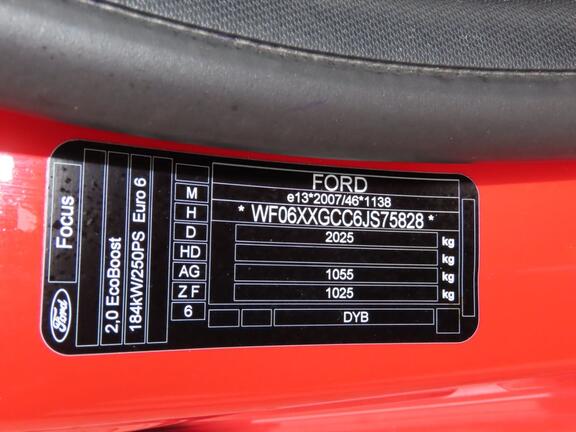 FORD
e13*2007/46*1138
* WF06XXGCC6JS75828 *
2025 kg
kg
1055 kg
1025 kg
DYB
M
H
D
HD
AG
Z F
6
Focus
2,0 EcoBoost
184kW/250PS Euro 6
Ford